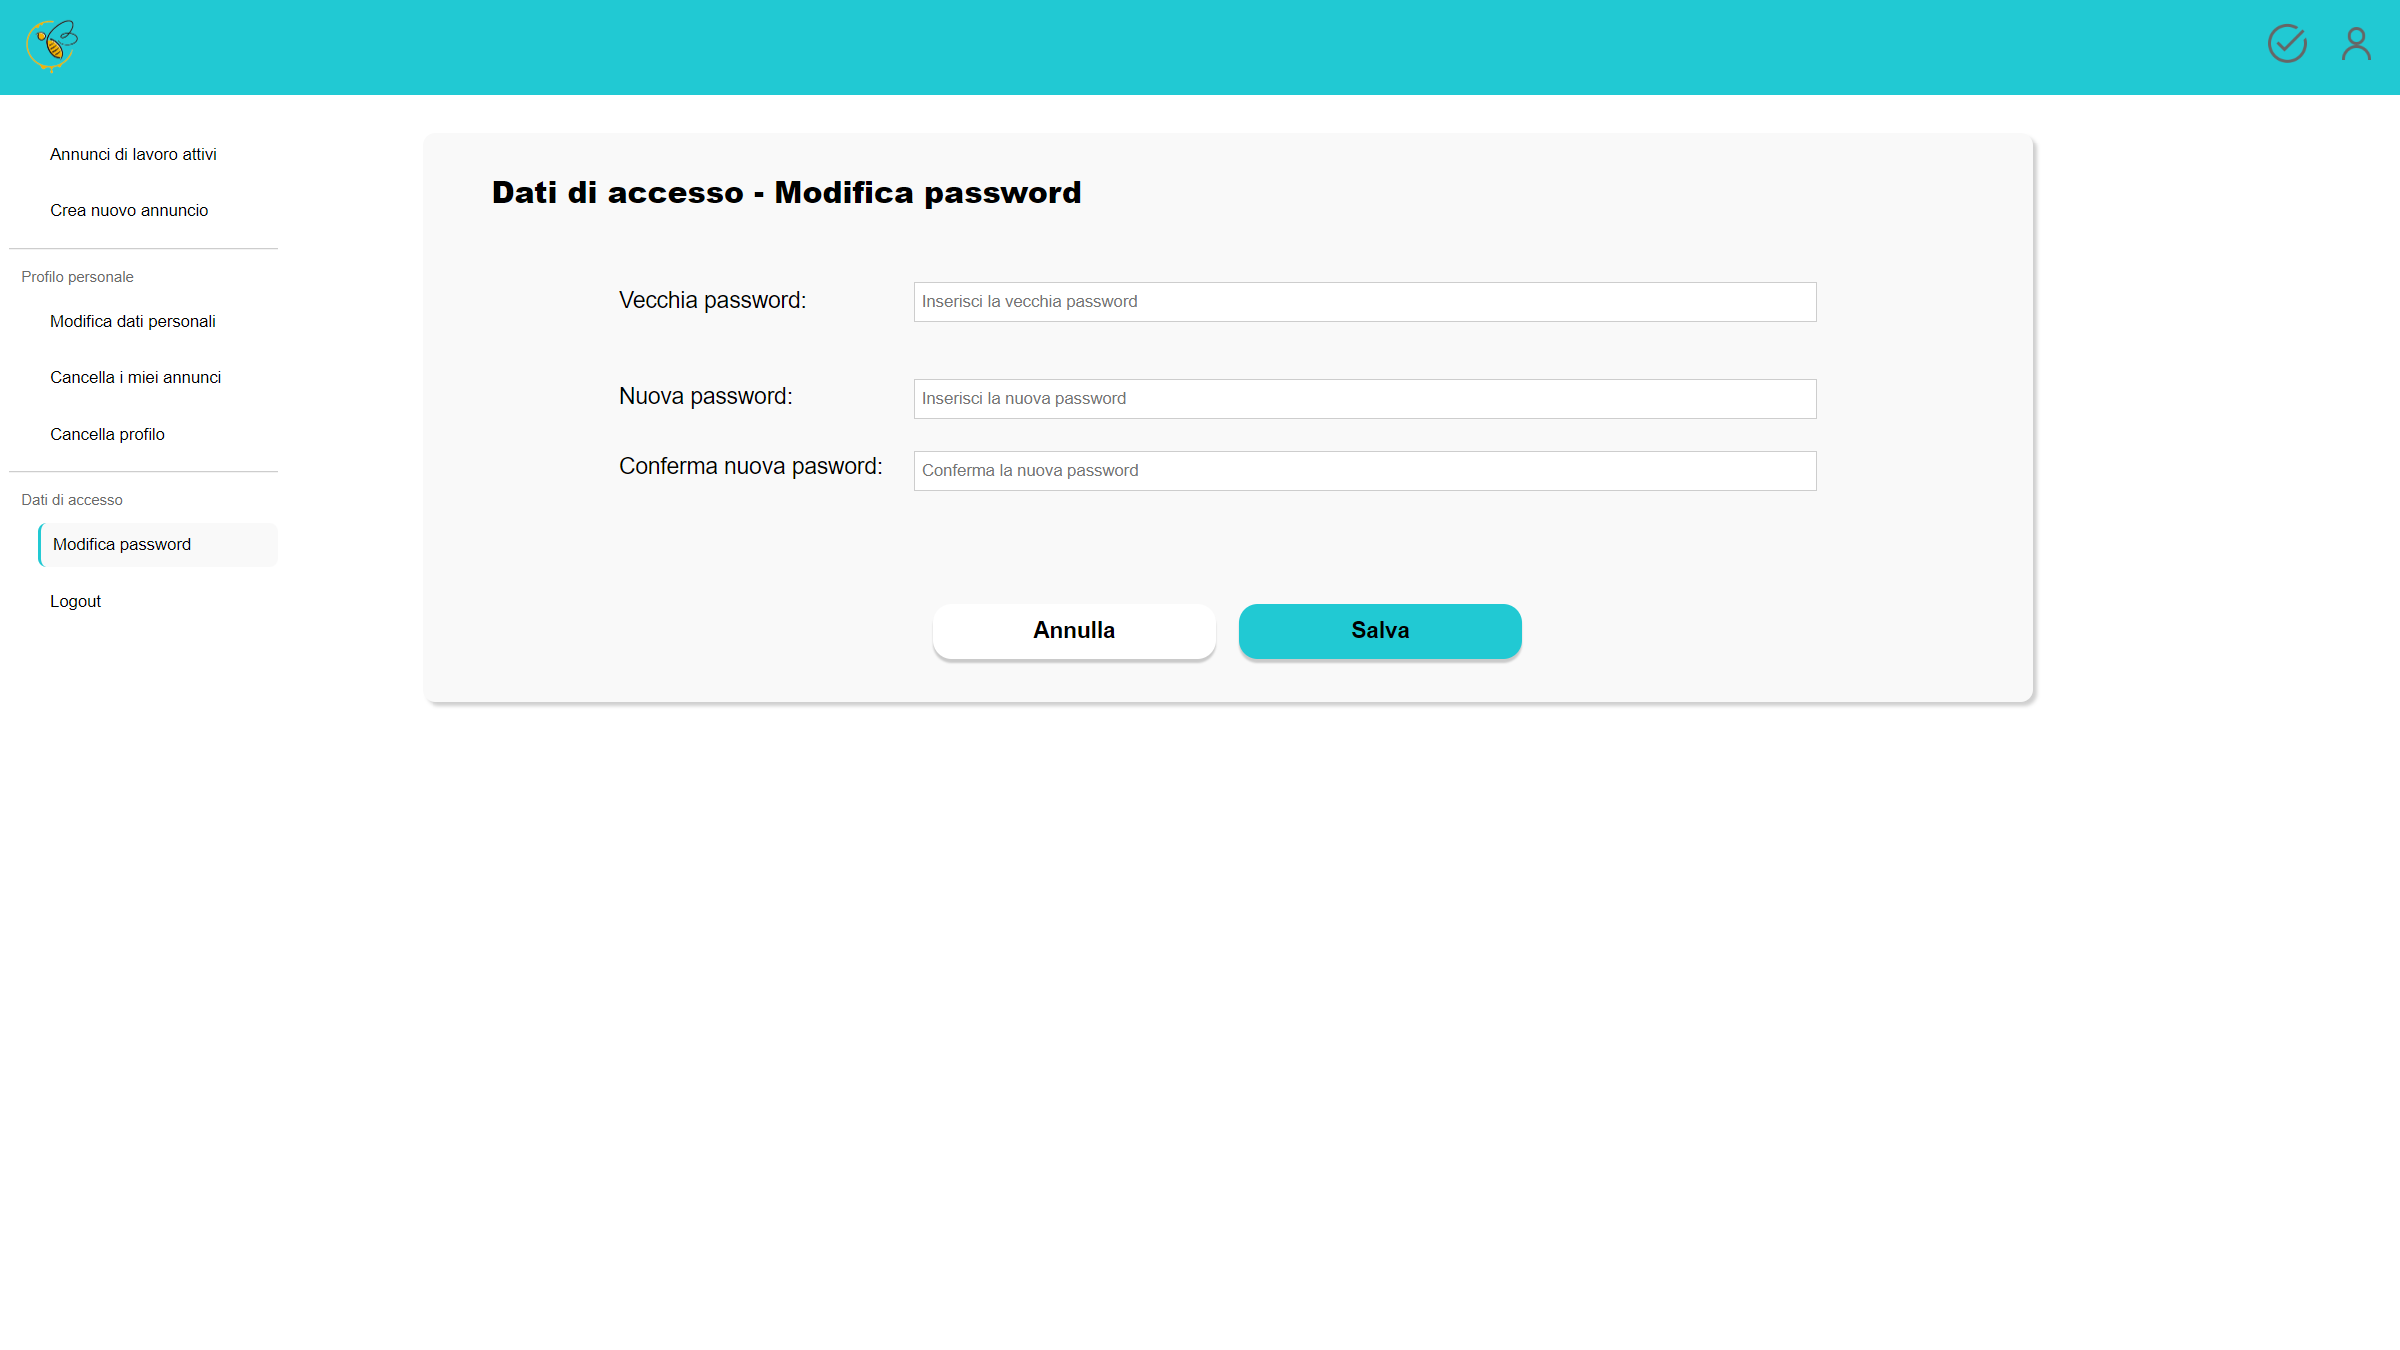 Annunci di lavoro attivi
Crea nuovo annuncio
Profilo personale
Modifica dati personali
Cancella i miei annunci
Cancella profilo
Dati di accesso
Modifica password
Logout
Dati di accesso - Modifica password
Vecchia password:
Inserisci la vecchia password
Nuova password:
Inserisci la nuova password
Conferma nuova pasword:
Conferma la nuova password
Annulla
Salva